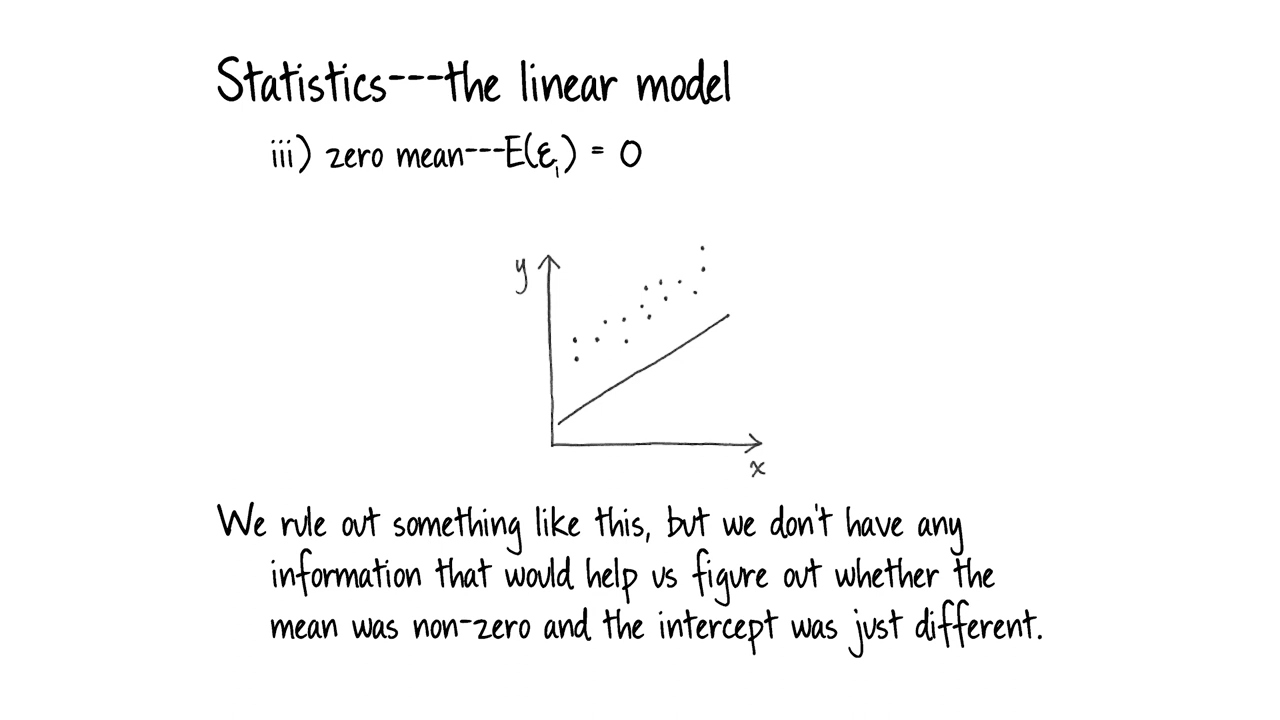 Statistics---the linear model
iii) zero mean---E(ε₁) = 0
y
x
We rule out something like this, but we don't have any
information that would help us figure out whether the
mean was non-zero and the intercept was just different.